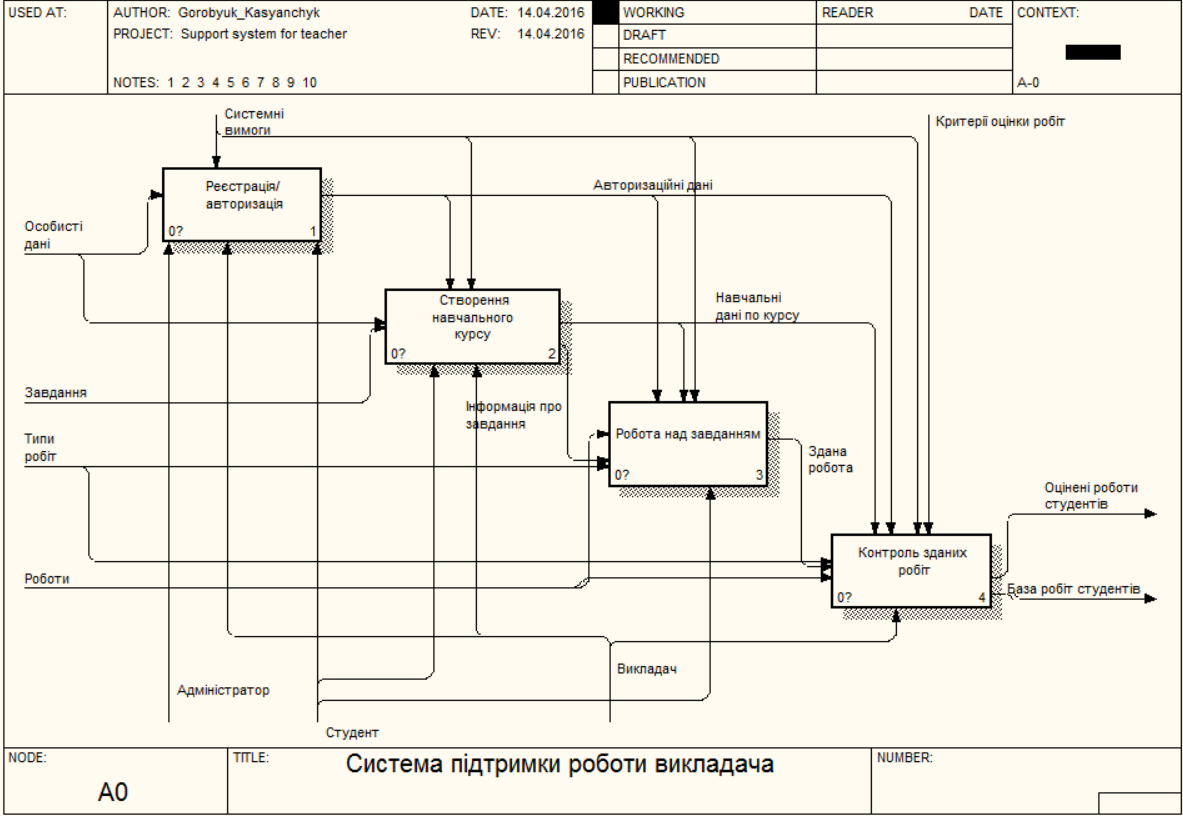 USED AT:
AUTHOR: Gorobyuk_Kasyanchyk
DATE: 14.04.2016
PROJECT: Support system for teacher
REV: 14.04.2016
NOTES: 1 2 3 4 5 6 7 8 9 10
WORKING
DRAFT
RECOMMENDED
PUBLICATION
READER
DATE
CONTEXT:
A-0
Системні
вимоги
Критерії оцінки робіт
Реєстрація/
авторизація
0?
1
Авторизаційні дані
Особисті
дані
Створення
навчального
курсу
0?
2
Навчальні
дані по курсу
Завдання
Інформація про
завдання
Робота над завданням
0?
3
Типи
робіт
Здана
робота
Оцінені роботи
студентів
Контроль зданих
робіт
0?
4
Роботи
База робіт студентів
Викладач
Адміністратор
Студент
NODE:
A0
TITLE:
Система підтримки роботи викладача
NUMBER: